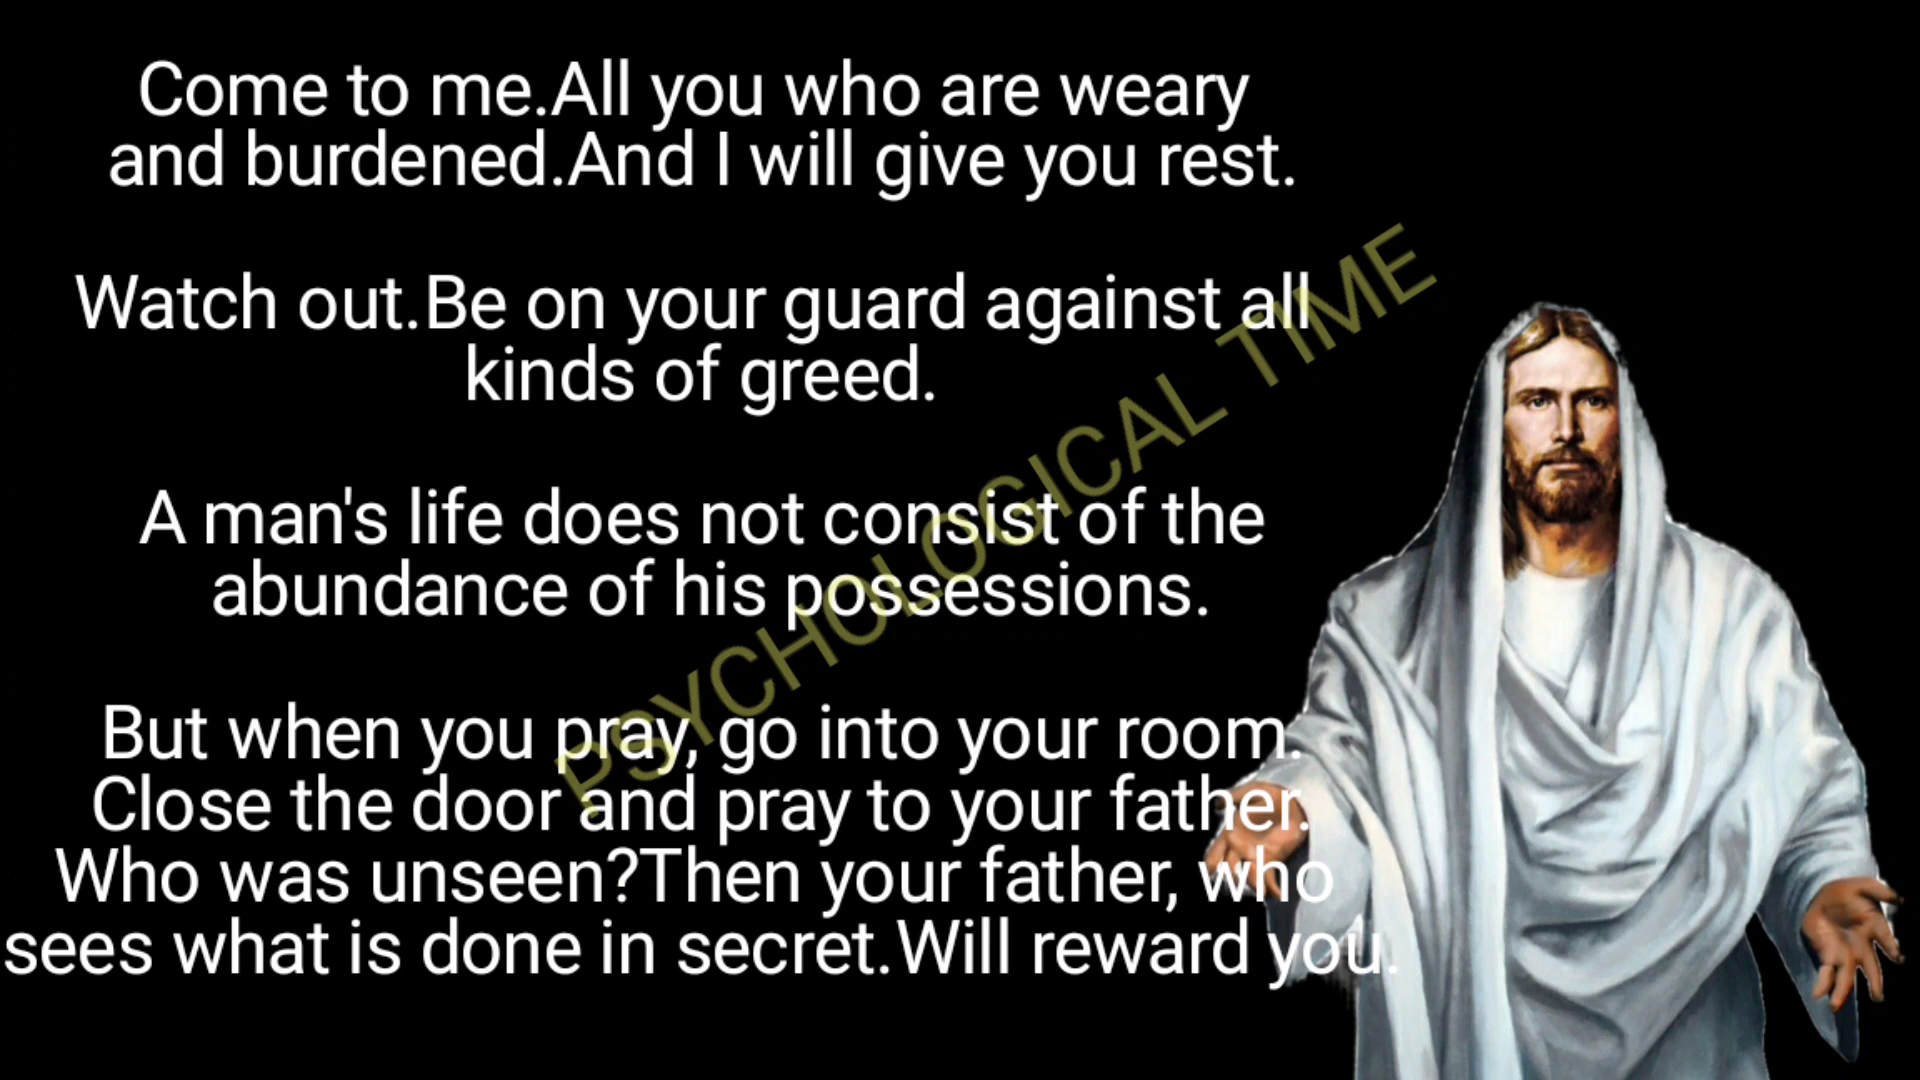 Come to me.All you who are weary
and burdened.And I will give you rest.
Watch out.Be on your guard against all
kinds of greed.
A man's life does not consist of the
abundance of his possessions.
But when you pray, go into your room.
Close the door and pray to your father.
Who was unseen?Then your father, who
sees what is done in secret.Will reward you.
PSYCHOLOGICAL TIME